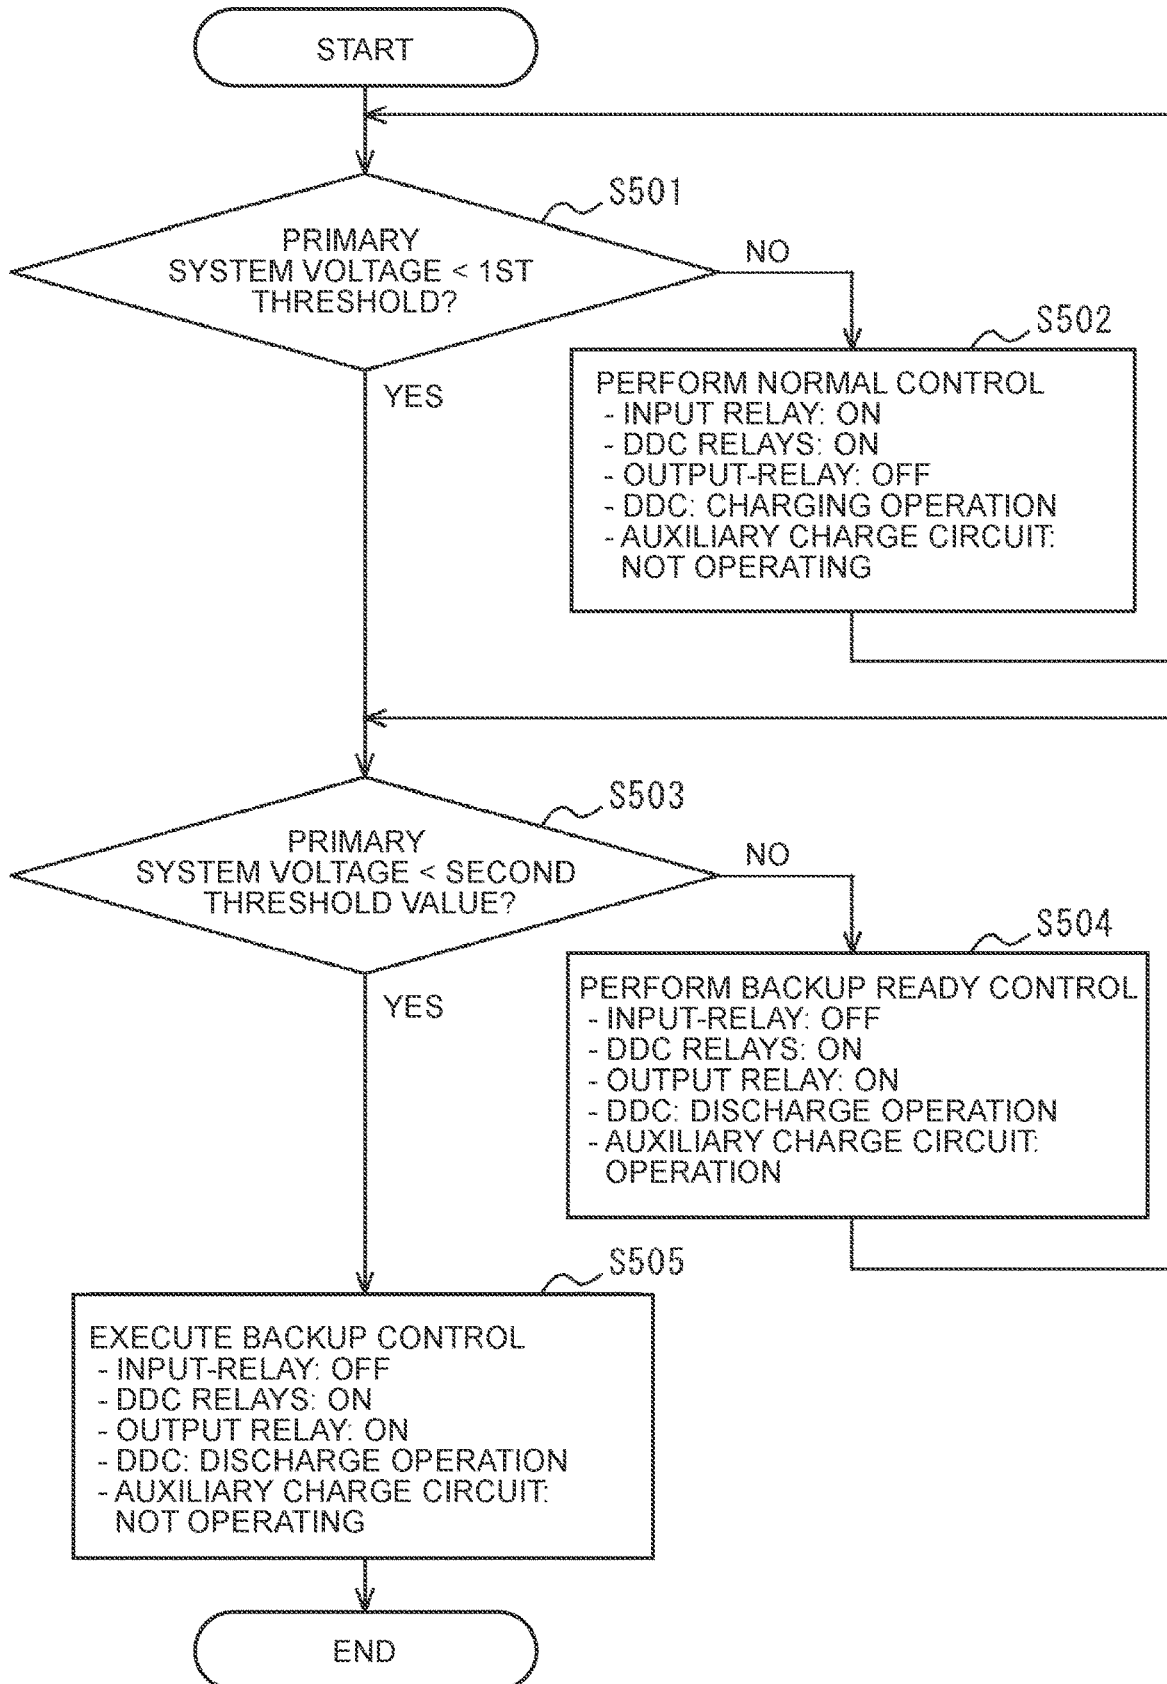 START
S501
PRIMARY
SYSTEM VOLTAGE < 1ST
THRESHOLD?
NO
YES
S502
PERFORM NORMAL CONTROL
- INPUT RELAY: ON
- DDC RELAYS: ON
- OUTPUT-RELAY: OFF
- DDC: CHARGING OPERATION
- AUXILIARY CHARGE CIRCUIT:
NOT OPERATING
S503
PRIMARY
SYSTEM VOLTAGE < SECOND
THRESHOLD VALUE?
NO
YES
S504
PERFORM BACKUP READY CONTROL
- INPUT-RELAY: OFF
- DDC RELAYS: ON
- OUTPUT RELAY: ON
- DDC: DISCHARGE OPERATION
- AUXILIARY CHARGE CIRCUIT:
OPERATION
S505
EXECUTE BACKUP CONTROL
- INPUT-RELAY: OFF
- DDC RELAYS: ON
- OUTPUT RELAY: ON
- DDC: DISCHARGE OPERATION
- AUXILIARY CHARGE CIRCUIT:
NOT OPERATING
END